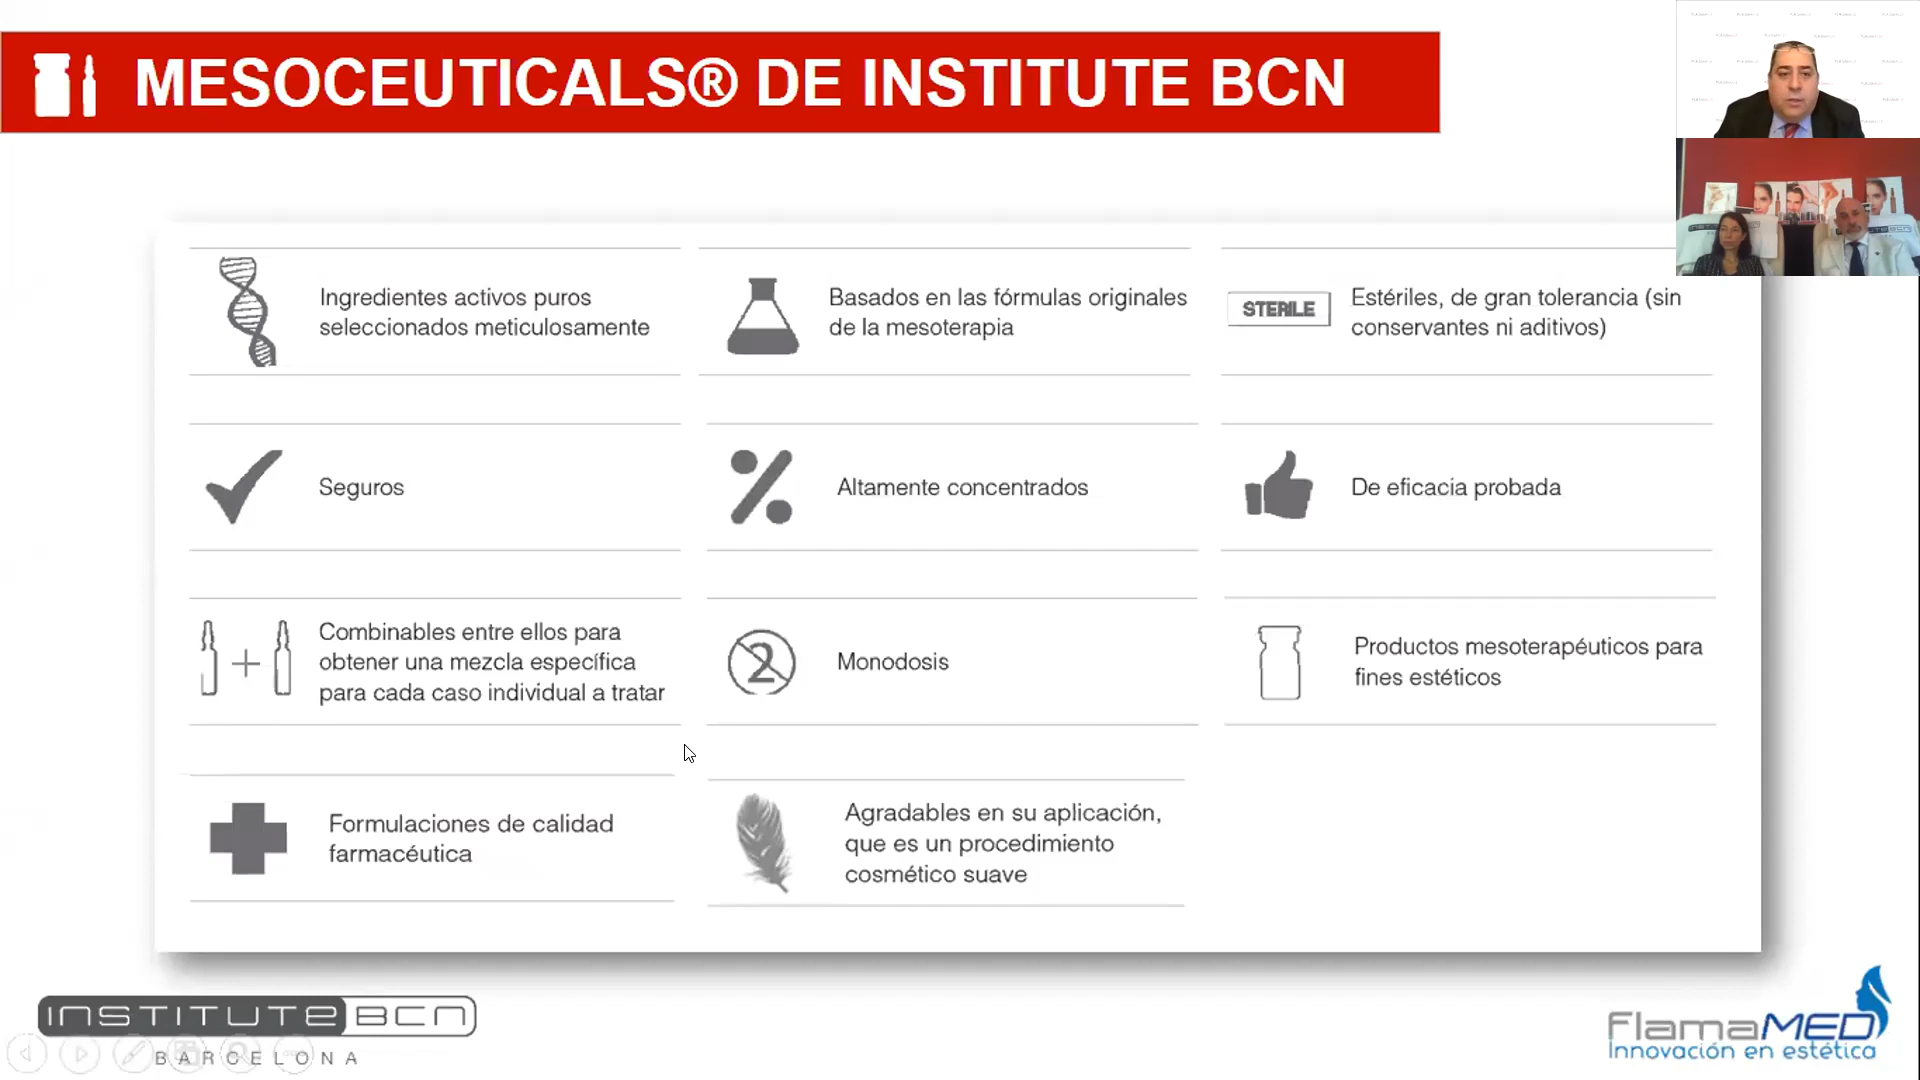 MESOCEUTICALS® DE INSTITUTE BCN
Ingredientes activos puros
seleccionados meticulosamente
Basados en las fórmulas originales
de la mesoterapia
STERILE
Estériles, de gran tolerancia (sin
conservantes ni aditivos)
Seguros
%
Altamente concentrados
De eficacia probada
+
Combinables entre ellos para
obtener una mezcla específica
para cada caso individual a tratar
2
Monodosis
Productos mesoterapéuticos para
fines estéticos
Formulaciones de calidad
farmacéutica
Agradables en su aplicación,
que es un procedimiento
cosmético suave
INSTITUTE BCN
BARCELONA
FlamaMED
Innovación en estética